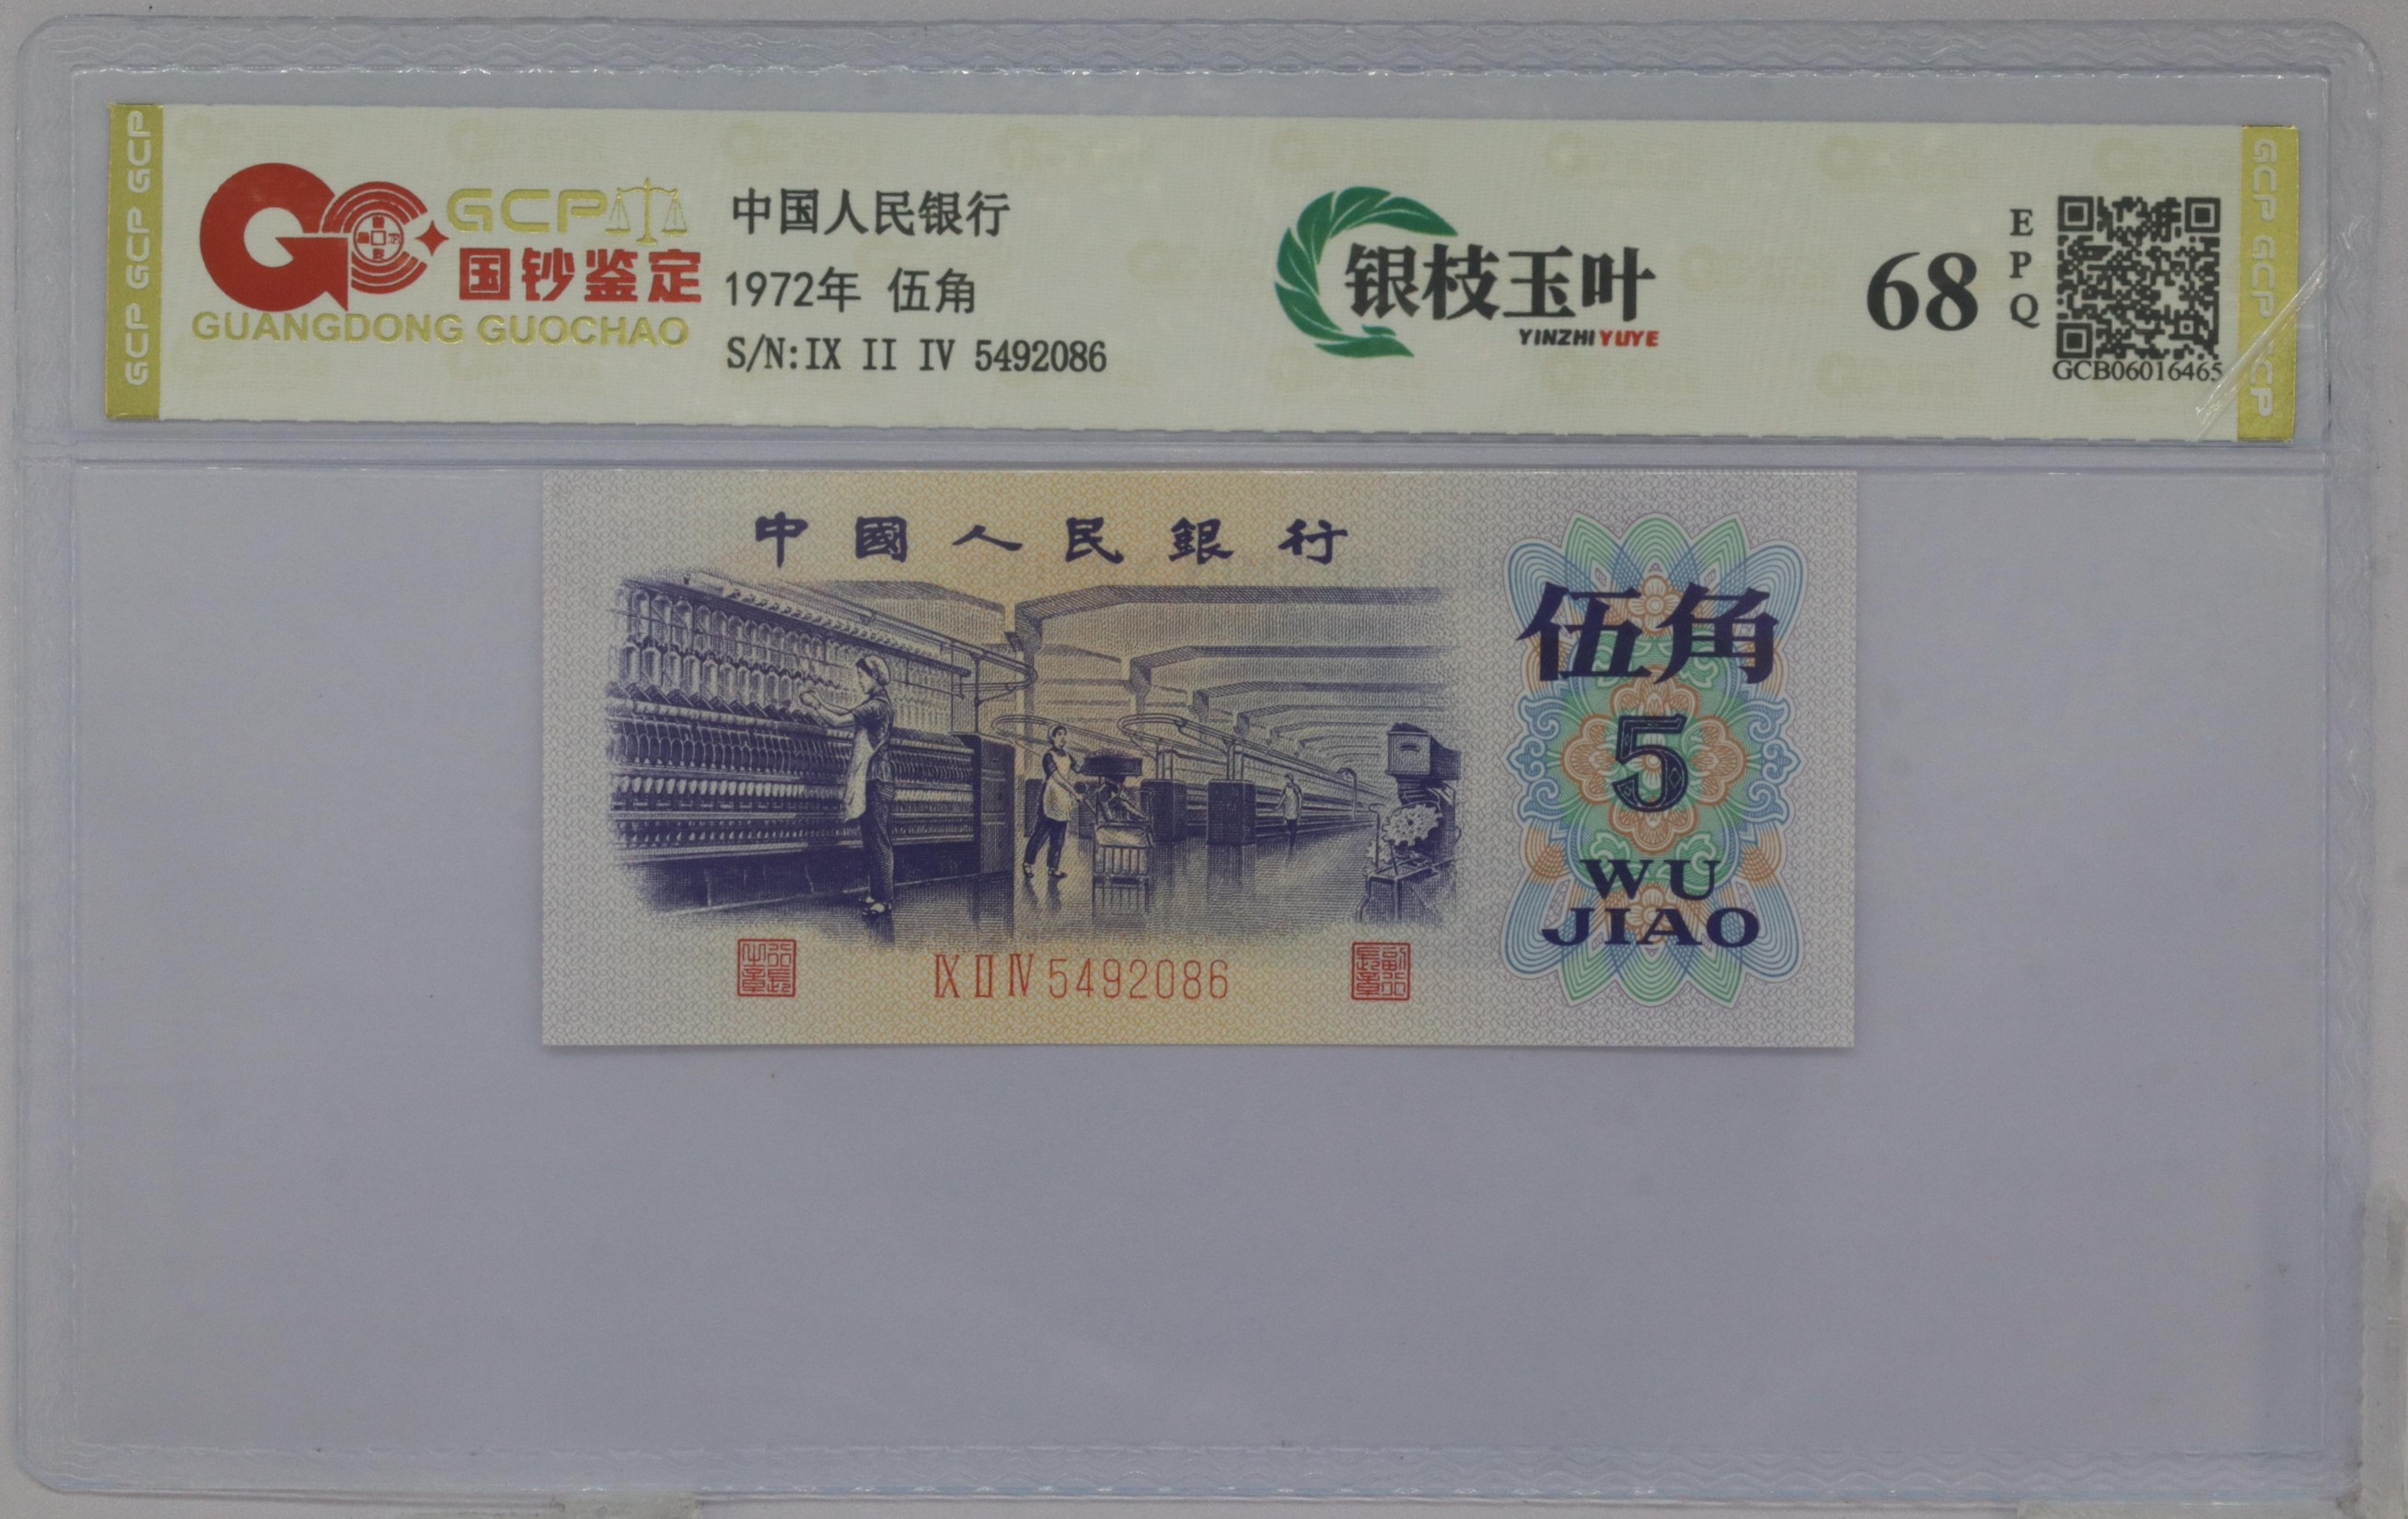 GCP GCP GCP
GCP
国钞鉴定
GUANGDONG GUOCHAO
中国人民银行
1972年 伍角
S/N:IX II IV 5492086
银枝玉叶
YINZHI YUYE
68
EPQ
GCB06016465
GCP GCP GCP
中國人民銀行
伍角
5
WU
JIAO
IX II IV 5492086